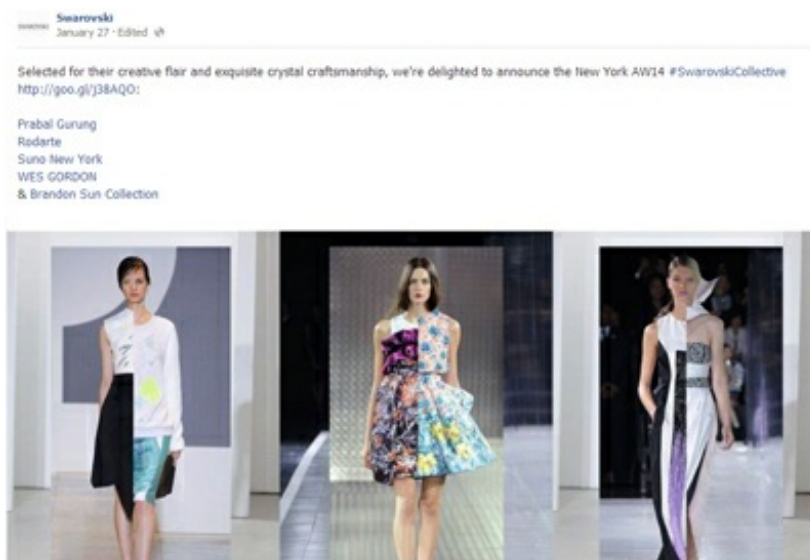 Swarovski
January 27 · Edited
Selected for their creative flair and exquisite crystal craftsmanship, we're delighted to announce the New York AW14 #SwarovskiCollective
http://goo.gl/j38AQO:
Prabal Gurung
Rodarte
Suno New York
WES GORDON
& Brandon Sun Collection